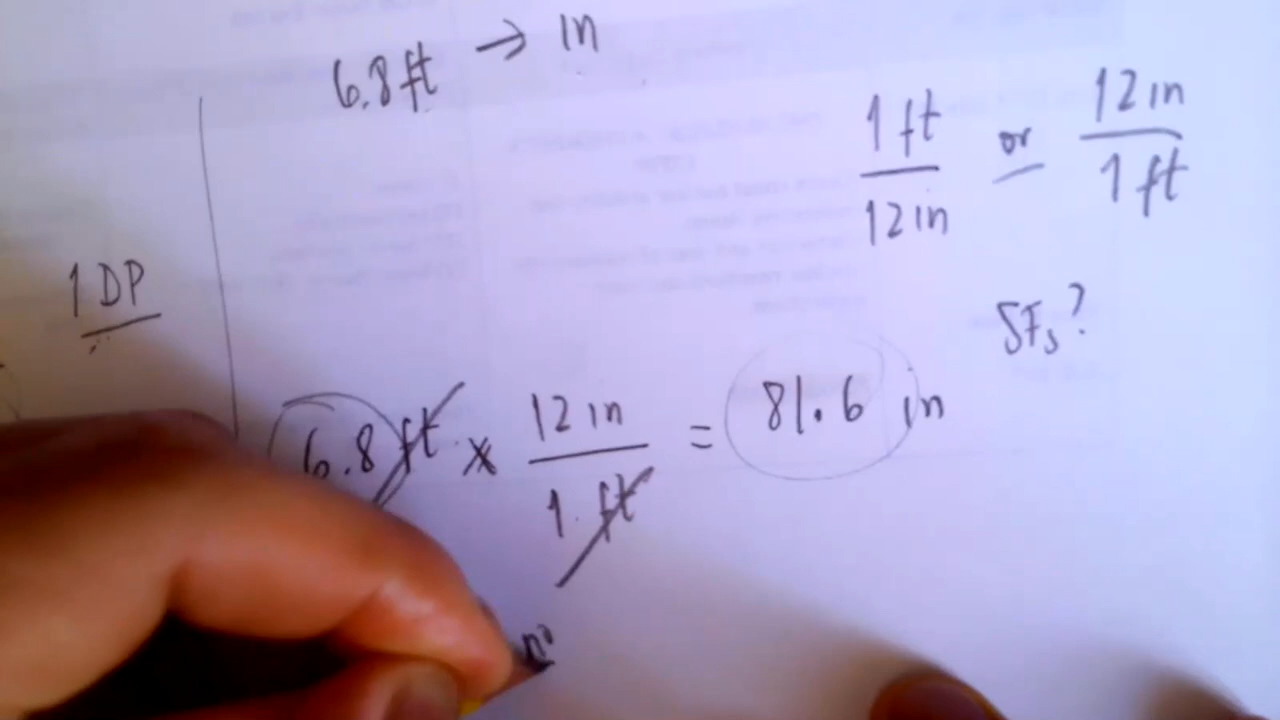 6.8 ft → in
1 ft
12 in
or
12 in
1 ft
1 DP
SFs?
6.8 ft x 12 in = 81.6 in
1 ft